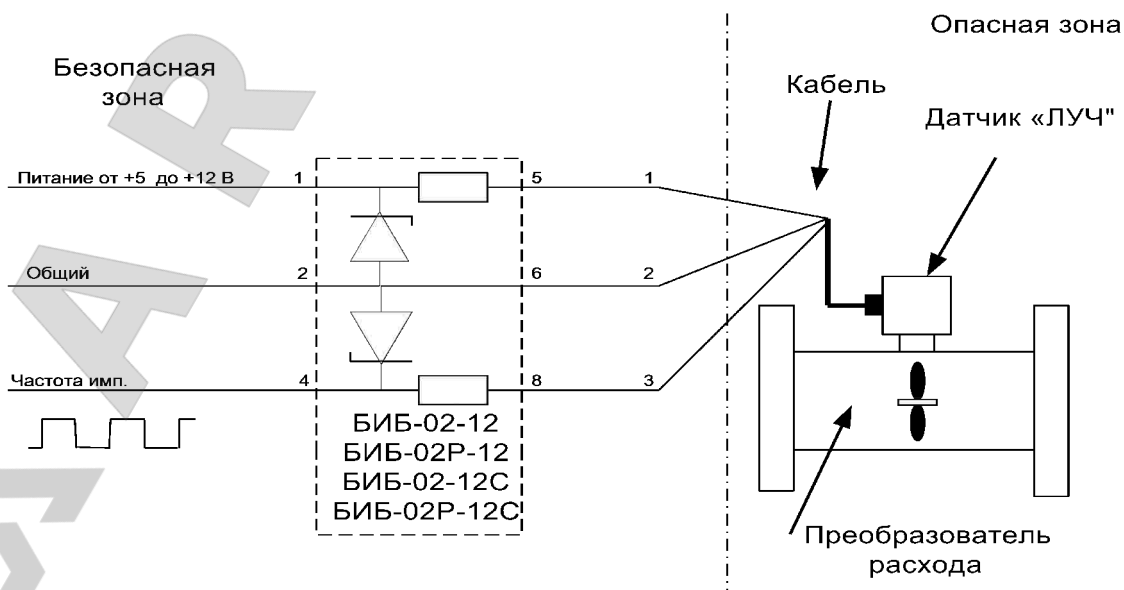 Опасная зона
Безопасная
зона
Кабель
Датчик «ЛУЧ"
Питание от +5 до +12 В 1 5 1
Общий 2 6 2
Частота имп. 4 8 3
БИБ-02-12
БИБ-02Р-12
БИБ-02-12С
БИБ-02Р-12С
Преобразователь
расхода